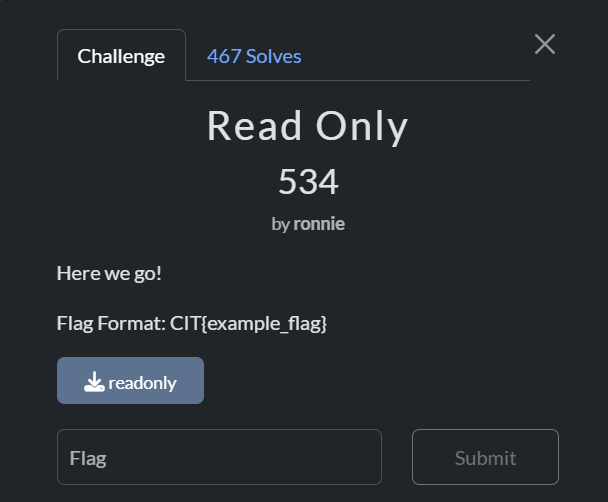 Challenge
467 Solves
Read Only
534
by ronnie
Here we go!
Flag Format: CIT{example_flag}
readonly
Flag
Submit